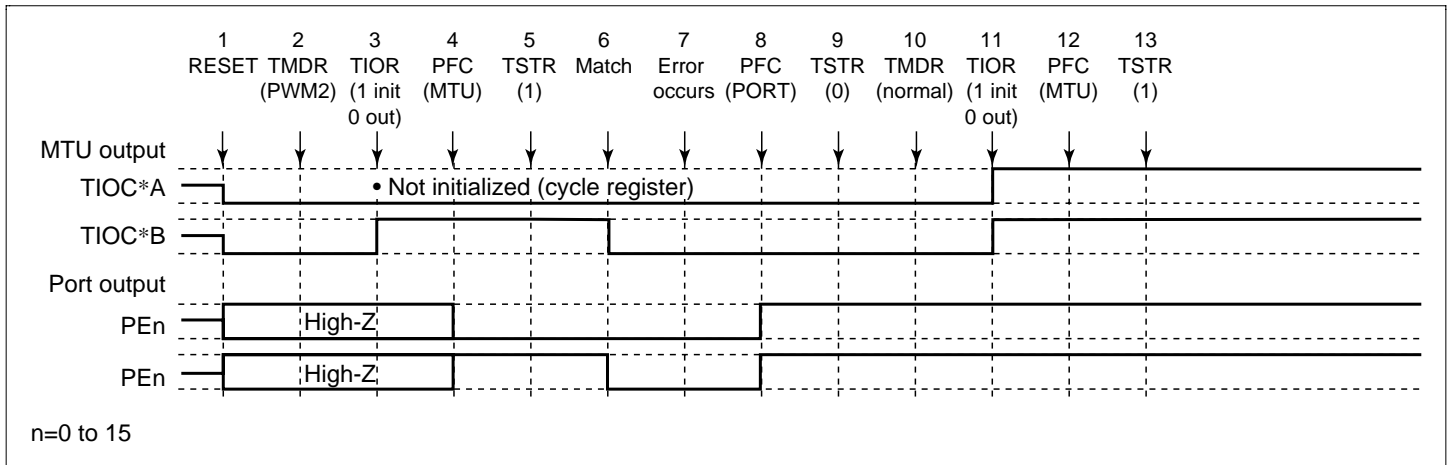 1 2 3 4 5 6 7 8 9 10 11 12 13
RESET TMDR TIOR PFC TSTR Match Error PFC TSTR TMDR TIOR PFC TSTR
(PWM2) (1 init (MTU) (1) occurs (PORT) (0) (normal) (1 init (MTU) (1)
0 out) 0 out)
MTU output
TIOC*A • Not initialized (cycle register)
TIOC*B
Port output
PEn High-Z
PEn High-Z
n=0 to 15